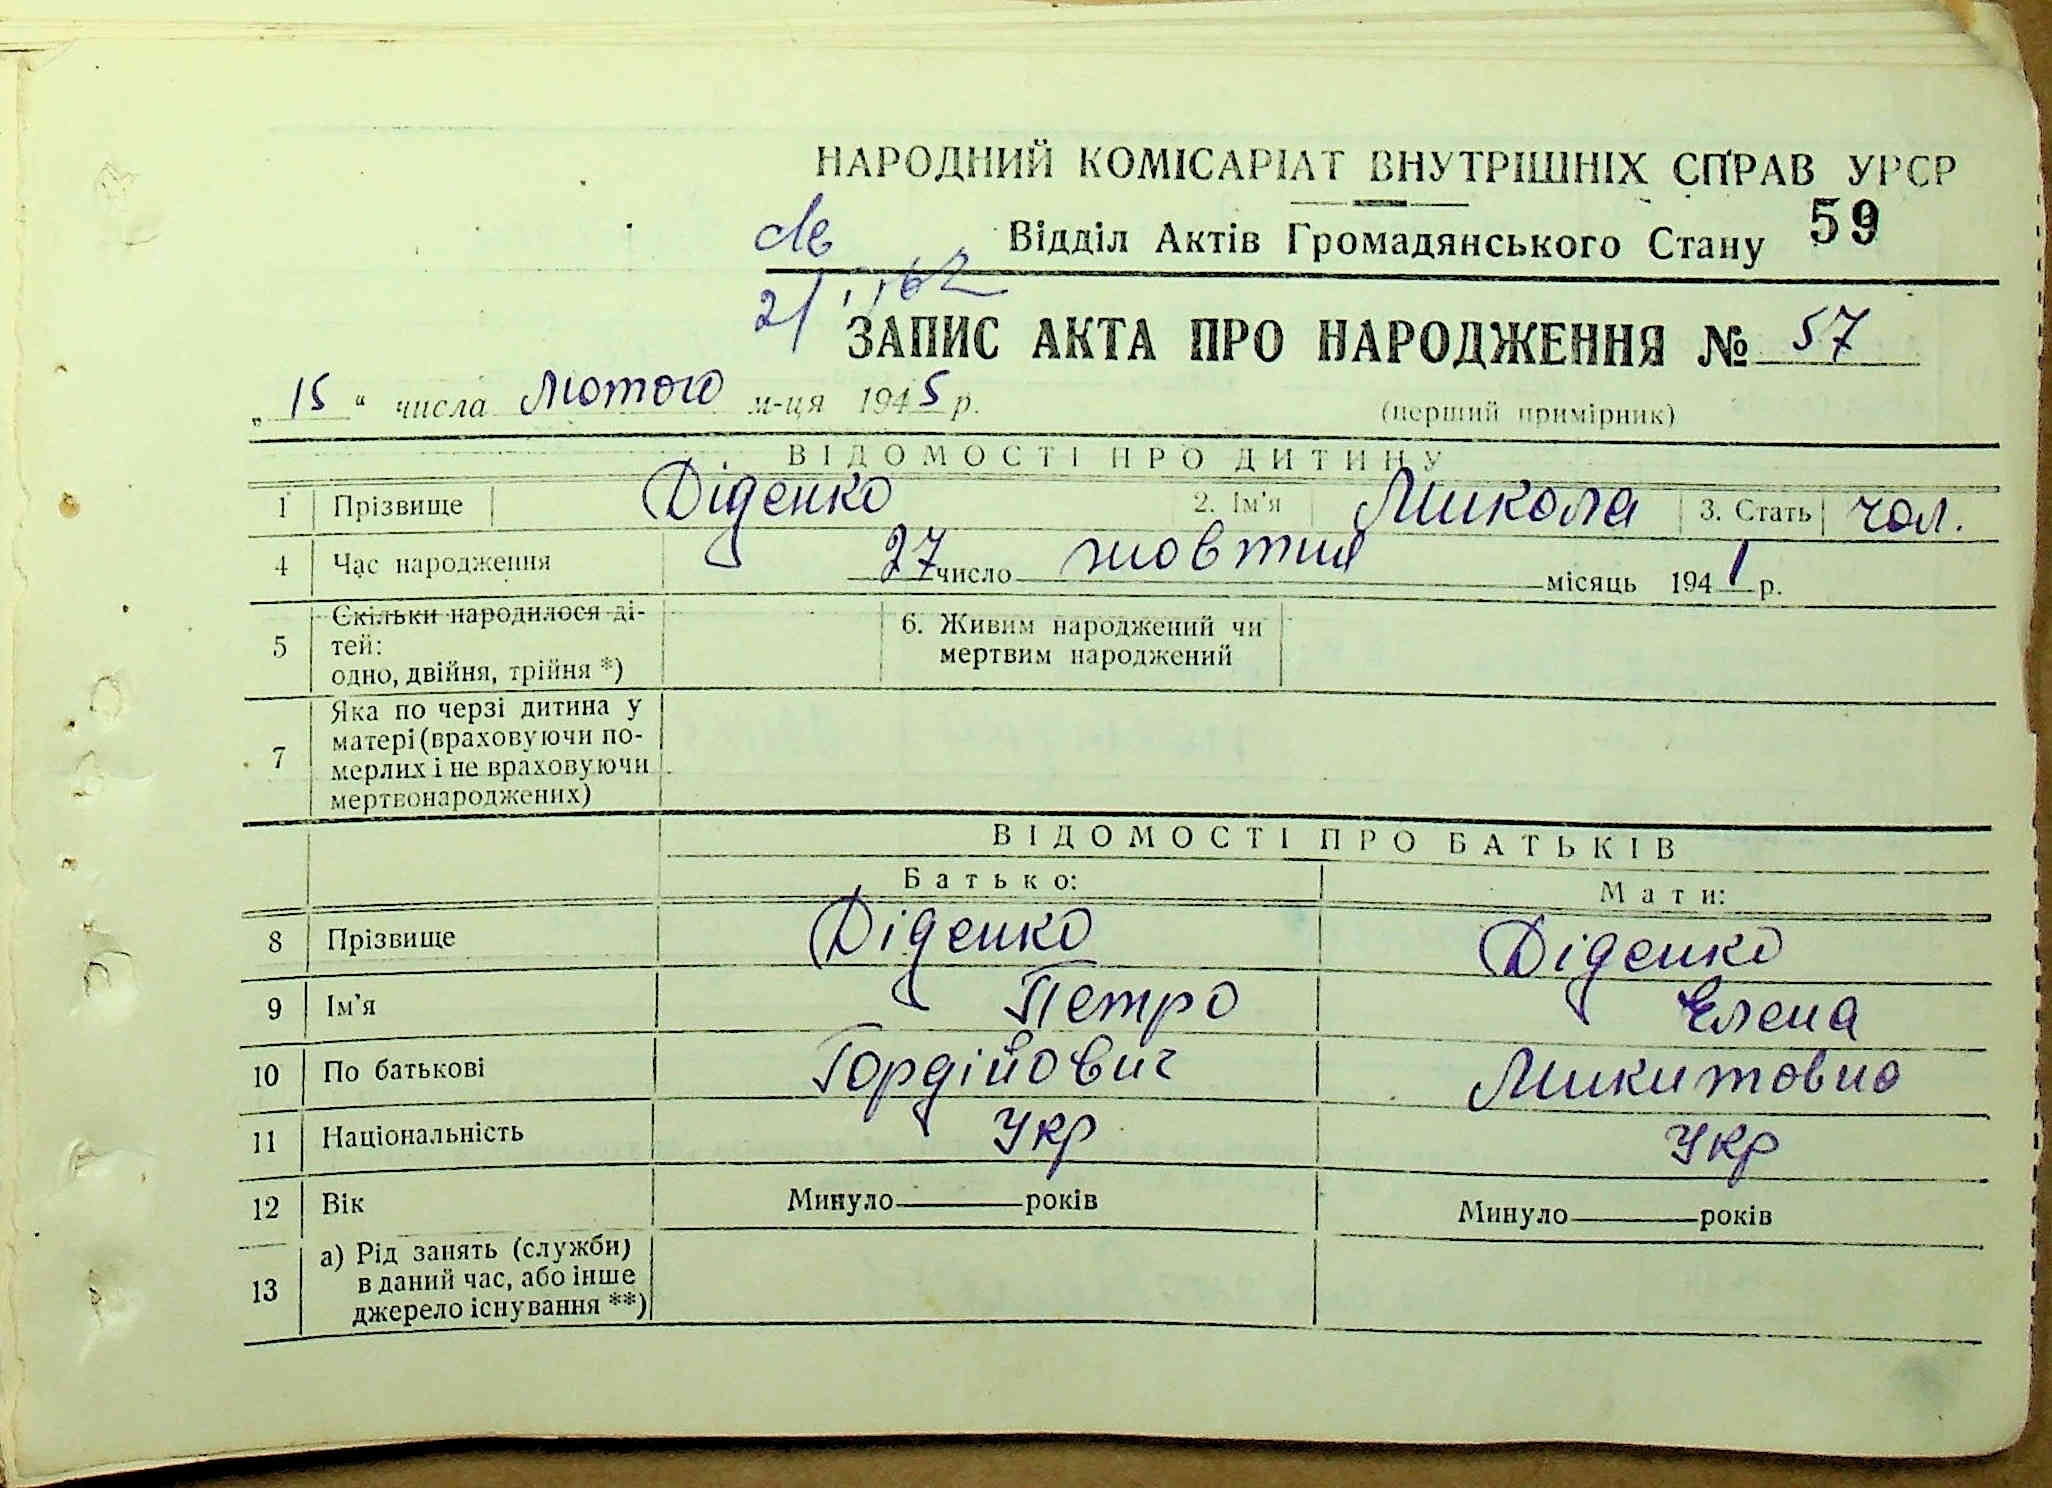 НАРОДНИЙ КОМІСАРІАТ ВНУТРІШНІХ СПРАВ УРСР
Відділ Актів Громадянського Стану 59
ЗАПИС АКТА ПРО НАРОДЖЕННЯ № 57
„ 15 “ числа Лютого м-ця 1945 р.
(перший примірник)
ВІДОМОСТІ ПРО ДИТИНУ
1 Прізвище Діденко 2. Ім'я Микола 3. Стать чол.
4 Час народження 27 число жовтня місяць 1941 р.
5 Скільки народилося ді-
тей:
одно, двійня, трійня *)
6. Живим народжений чи
мертвим народжений
7 Яка по черзі дитина у
матері (враховуючи по-
мерлих і не враховуючи
мертвонароджених)
ВІДОМОСТІ ПРО БАТЬКІВ
Батько: Мати:
8 Прізвище Діденко Діденко
9 Ім'я Петро Елена
10 По батькові Гордійович Микитовна
11 Національність Укр Укр
12 Вік Минуло років Минуло років
13 а) Рід занять (служби)
в даний час, або інше
джерело існування **)